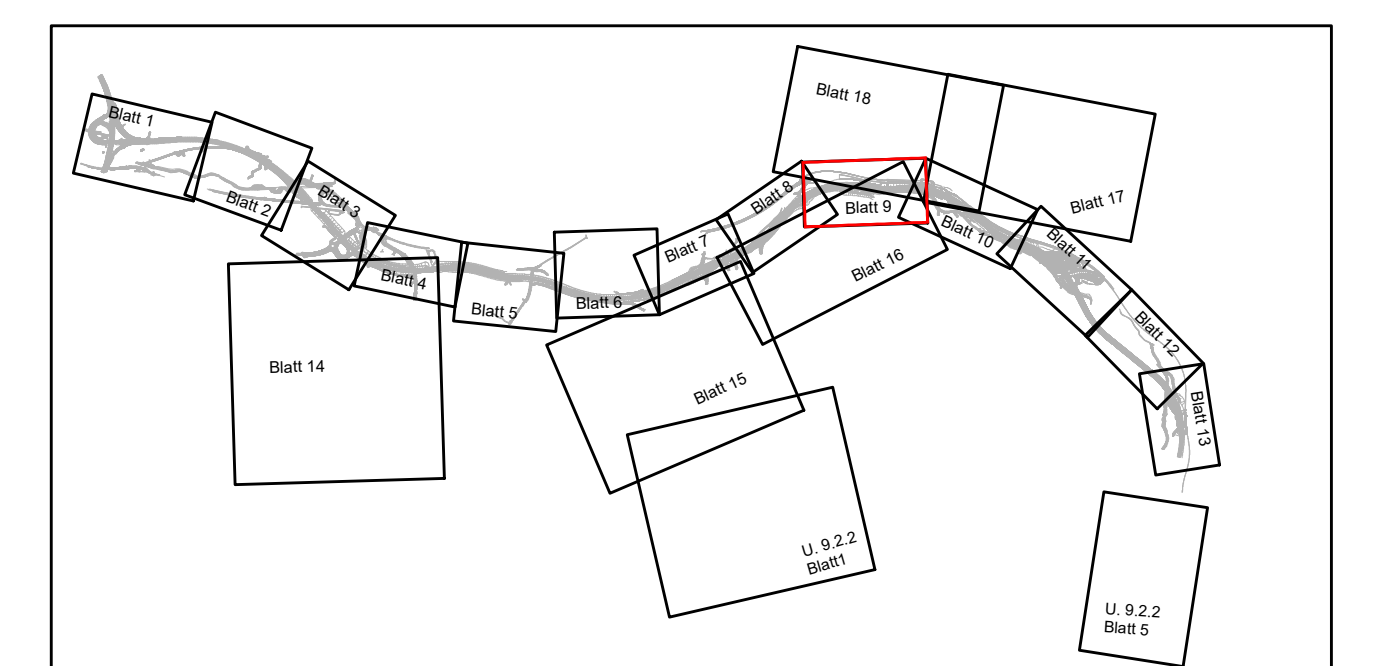 Blatt 1
Blatt 2
Blatt 3
Blatt 4
Blatt 5
Blatt 6
Blatt 7
Blatt 8
Blatt 9
Blatt 10
Blatt 11
Blatt 12
Blatt 13
Blatt 14
Blatt 15
Blatt 16
Blatt 17
Blatt 18
U. 9.2.2
Blatt1
U. 9.2.2
Blatt 5